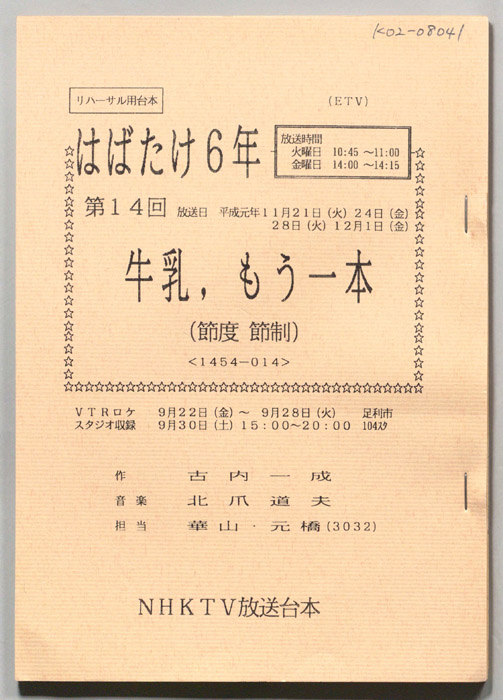 K02-08041
リハーサル用台本
(ETV)
はばたけ6年
放送時間
火曜日 10:45 ~11:00
金曜日 14:00 ~14:15
第14回 放送日 平成元年11月21日(火) 24日(金)
28日(火) 12月1日(金)
牛乳，もう一本
(節度 節制)
<1454-014>
VTRロケ 9月22日(金)~ 9月28日(火) 足利市
スタジオ収録 9月30日(土) 15:00~20:00 104スタ
作 古内一成
音楽 北爪道夫
担当 華山・元橋(3032)
NHKTV放送台本